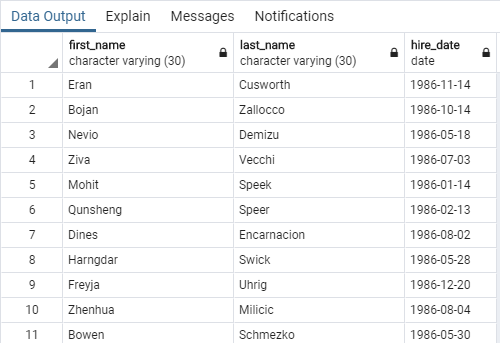 Data Output Explain Messages Notifications
first_name last_name hire_date
character varying (30) character varying (30) date
1 Eran Cusworth 1986-11-14
2 Bojan Zallocco 1986-10-14
3 Nevio Demizu 1986-05-18
4 Ziva Vecchi 1986-07-03
5 Mohit Speek 1986-01-14
6 Qunsheng Speer 1986-02-13
7 Dines Encarnacion 1986-08-02
8 Harngdar Swick 1986-05-28
9 Freyja Uhrig 1986-12-20
10 Zhenhua Milicic 1986-08-04
11 Bowen Schmezko 1986-05-30